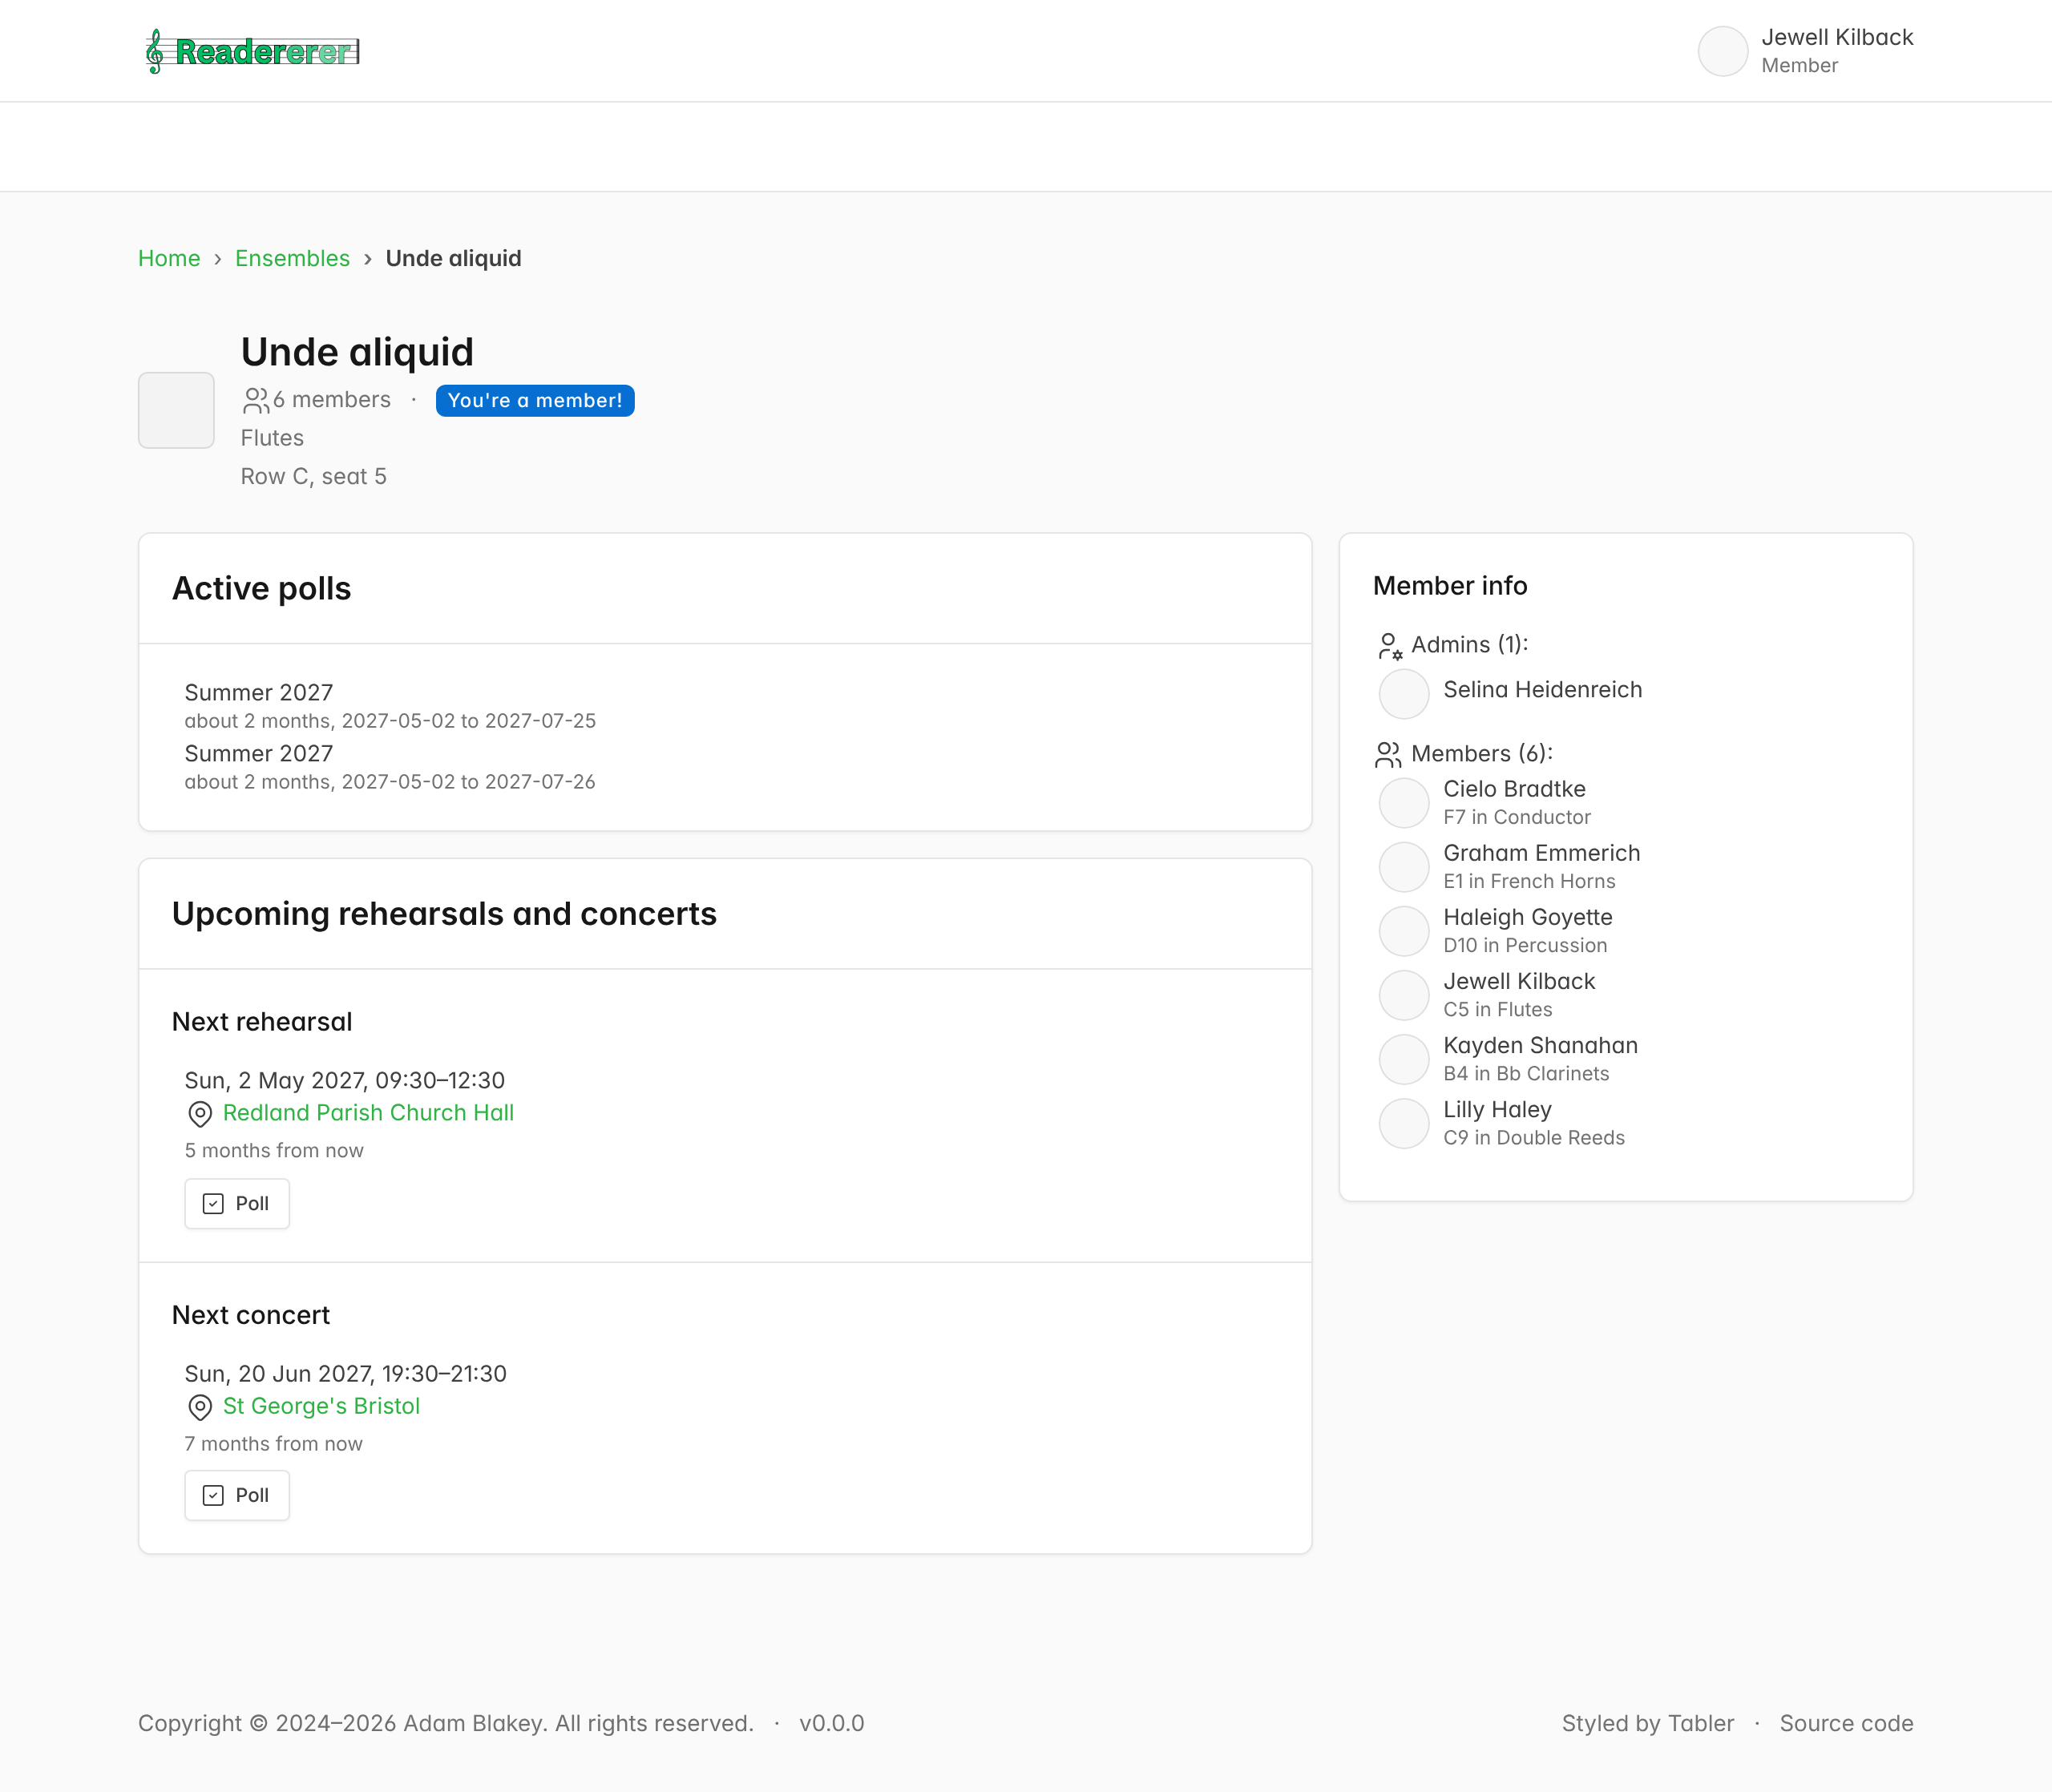 Readererer
Jewell Kilback
Member
Home › Ensembles › Unde aliquid
Unde aliquid
6 members · You're a member!
Flutes
Row C, seat 5
Active polls
Summer 2027
about 2 months, 2027-05-02 to 2027-07-25
Summer 2027
about 2 months, 2027-05-02 to 2027-07-26
Upcoming rehearsals and concerts
Next rehearsal
Sun, 2 May 2027, 09:30–12:30
Redland Parish Church Hall
5 months from now
Poll
Next concert
Sun, 20 Jun 2027, 19:30–21:30
St George's Bristol
7 months from now
Poll
Member info
Admins (1):
Selina Heidenreich
Members (6):
Cielo Bradtke
F7 in Conductor
Graham Emmerich
E1 in French Horns
Haleigh Goyette
D10 in Percussion
Jewell Kilback
C5 in Flutes
Kayden Shanahan
B4 in Bb Clarinets
Lilly Haley
C9 in Double Reeds
Copyright © 2024–2026 Adam Blakey. All rights reserved. · v0.0.0
Styled by Tabler · Source code